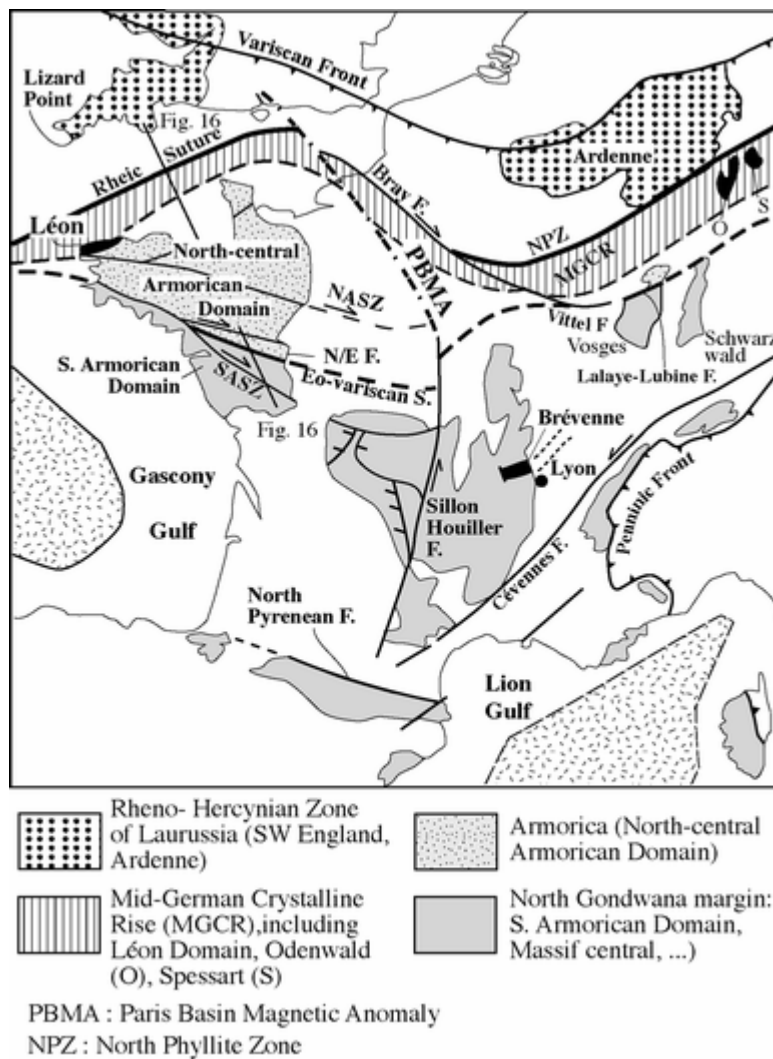 Variscan Front
Lizard
Point
Fig. 16
Rheic Suture
Ardenne
Bray F.
Léon
NPZ
MGCR
O
S
North-central
Armorican
Domain
PBMA
NASZ
Vittel F
Vosges
Schwarz
wald
N/E F.
Lalaye-Lubine F.
S. Armorican
Domain
SASZ
Eo-variscan S.
Fig. 16
Brévenne
Lyon
Gascony
Gulf
Sillon
Houiller
F.
Cévennes F.
Penninic Front
North
Pyrenean F.
Lion
Gulf
Rheno- Hercynian Zone
of Laurussia (SW England,
Ardenne)
Armorica (North-central
Armorican Domain)
Mid-German Crystalline
Rise (MGCR),including
Léon Domain, Odenwald
(O), Spessart (S)
North Gondwana margin:
S. Armorican Domain,
Massif central, ...)
PBMA : Paris Basin Magnetic Anomaly
NPZ : North Phyllite Zone